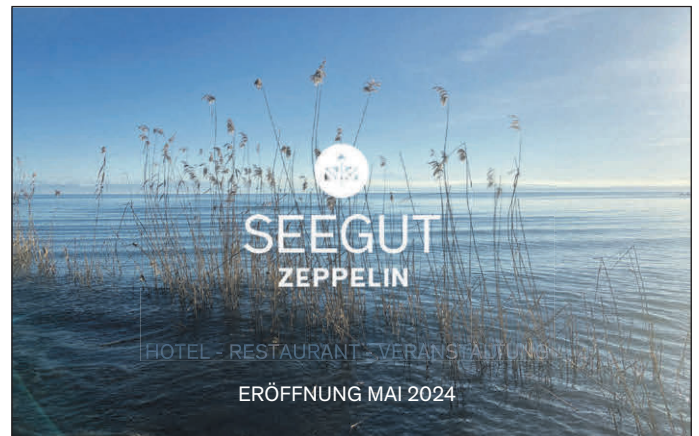 SEEGUT
ZEPPELIN
HOTEL - RESTAURANT - VERANSTALTUNG
ERÖFFNUNG MAI 2024